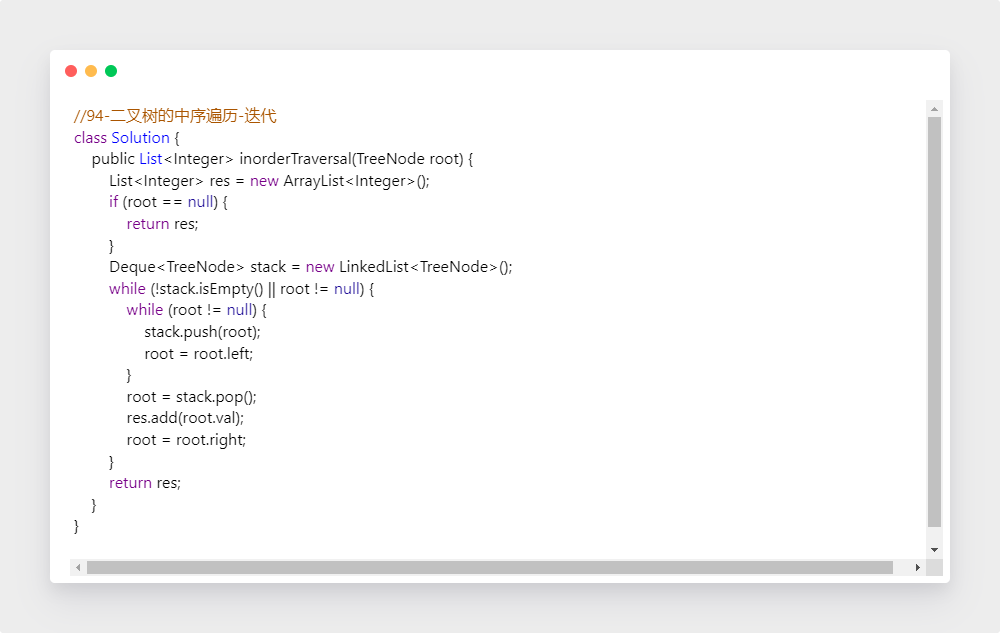 //94-二叉树的中序遍历-迭代
class Solution {
    public List<Integer> inorderTraversal(TreeNode root) {
        List<Integer> res = new ArrayList<Integer>();
        if (root == null) {
            return res;
        }
        Deque<TreeNode> stack = new LinkedList<TreeNode>();
        while (!stack.isEmpty() || root != null) {
            while (root != null) {
                stack.push(root);
                root = root.left;
            }
            root = stack.pop();
            res.add(root.val);
            root = root.right;
        }
        return res;
    }
}